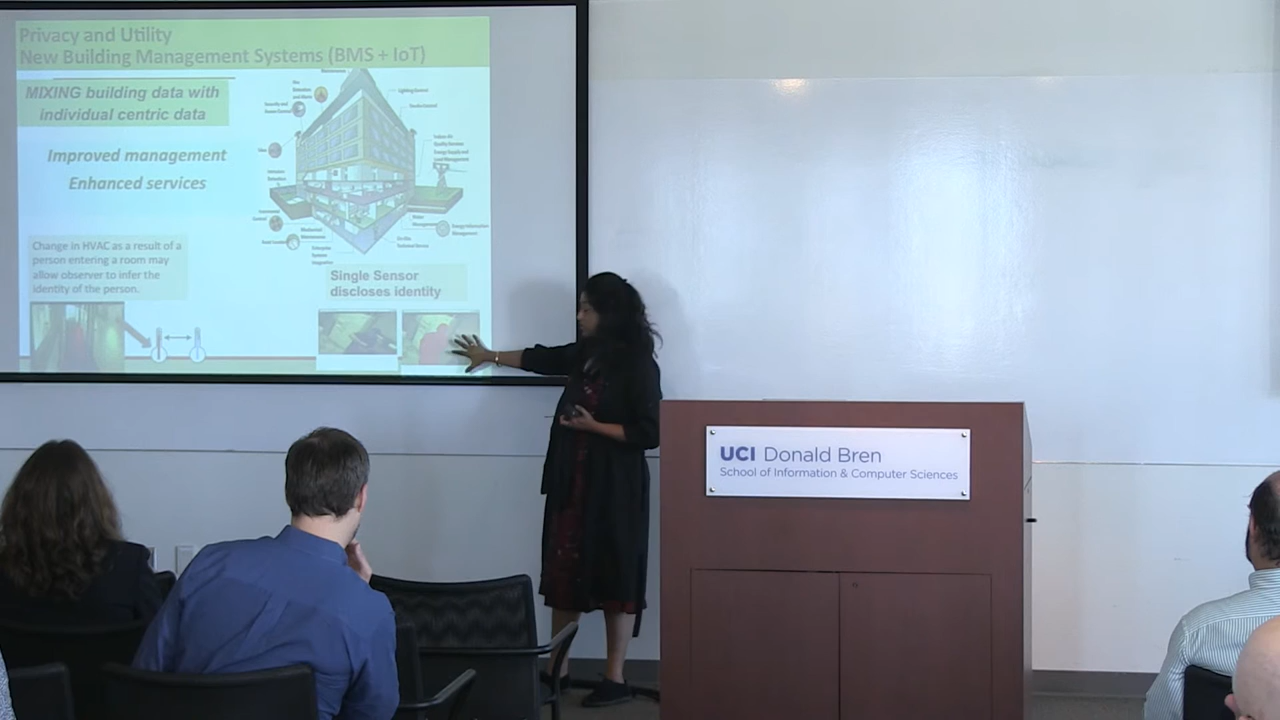 Privacy and Utility
New Building Management Systems (BMS + IoT)
MIXING building data with
individual centric data
Improved management
Enhanced services
Lighting Control
Change in HVAC as a result of a
person entering a room may
allow observer to infer the
identity of the person.
Single Sensor
discloses identity
UCI Donald Bren
School of Information & Computer Sciences